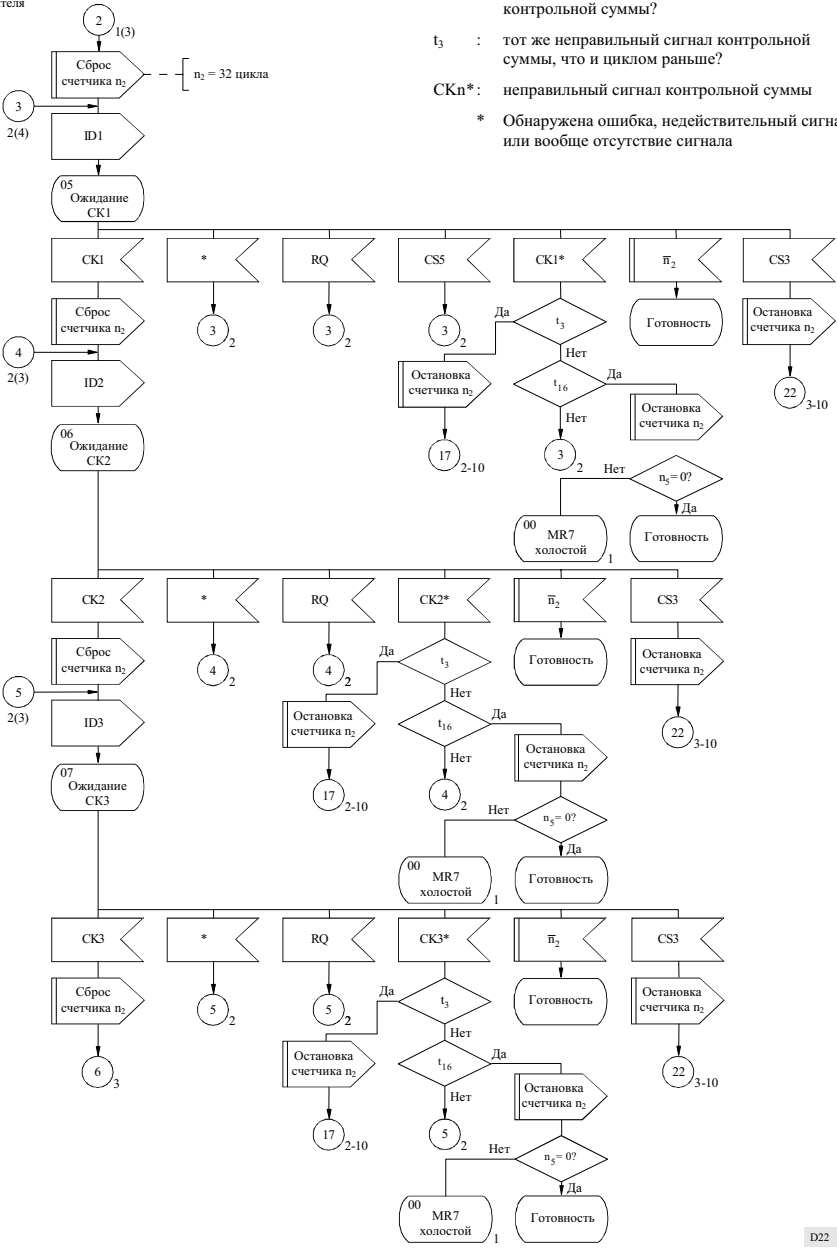 теля
контрольной суммы?
t3 : тот же неправильный сигнал контрольной
суммы, что и циклом раньше?
CKn* : неправильный сигнал контрольной суммы
* Обнаружена ошибка, недействительный сигна
или вообще отсутствие сигнала
2
1(3)
Сброс
счетчика n2
n2 = 32 цикла
3
2(4)
ID1
05
Ожидание
CK1
CK1
*
RQ
CS5
CK1*
n̅2
CS3
Сброс
счетчика n2
3
2
3
2
3
2
Да
t3
Нет
Готовность
Остановка
счетчика n2
4
2(3)
ID2
Остановка
счетчика n2
t16
Да
Нет
Остановка
счетчика n2
22
3-10
06
Ожидание
CK2
17
2-10
3
2
Нет
n5= 0?
Да
00
MR7
холостой
1
Готовность
CK2
*
RQ
CK2*
n̅2
CS3
Сброс
счетчика n2
4
2
4
2
Да
t3
Нет
Готовность
Остановка
счетчика n2
5
2(3)
ID3
Остановка
счетчика n2
t16
Да
Нет
Остановка
счетчика n2
22
3-10
07
Ожидание
CK3
17
2-10
4
2
Нет
n5= 0?
Да
00
MR7
холостой
1
Готовность
CK3
*
RQ
CK3*
n̅2
CS3
Сброс
счетчика n2
5
2
5
2
Да
t3
Нет
Готовность
Остановка
счетчика n2
6
3
Остановка
счетчика n2
t16
Да
Нет
Остановка
счетчика n2
22
3-10
17
2-10
5
2
Нет
n5= 0?
Да
00
MR7
холостой
1
Готовность
D22